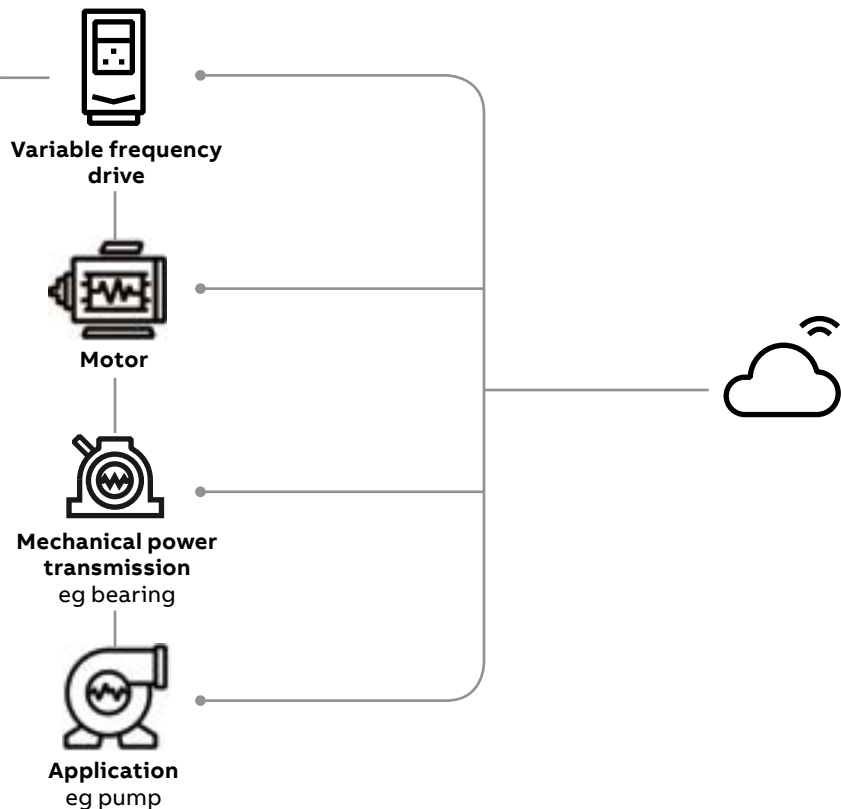 Variable frequency
drive
Motor
Mechanical power
transmission
eg bearing
Application
eg pump